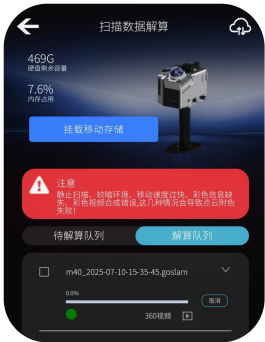 扫描数据解算
469G
硬盘剩余容量
7.6%
内存占用
挂载移动存储
注意
静止扫描、较暗环境、移动速度过快、彩色信息缺
失、彩色视频合成错误,这几种情况会导致点云附色
失败！
待解算队列
解算队列
m40_2025-07-10-15-35-45.goslam
0.0%
取消
360视频